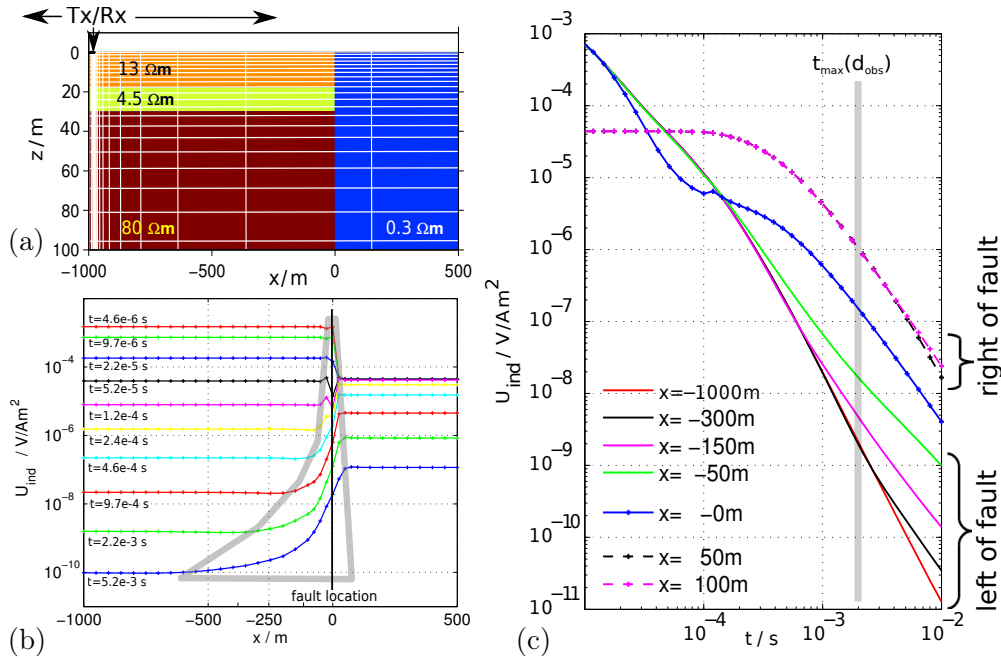 Tx/Rx
0
20
40
60
80
100
z / m
13 Ωm
4.5 Ωm
80 Ωm
0.3 Ωm
(a)
−1000
−500
0
500
x/ m
10⁻⁴
10⁻⁶
10⁻⁸
10⁻¹⁰
U_ind / V/Am²
t=4.6e-6 s
t=9.7e-6 s
t=2.2e-5 s
t=5.2e-5 s
t=1.2e-4 s
t=2.4e-4 s
t=4.6e-4 s
t=9.7e-4 s
t=2.2e-3 s
t=5.2e-3 s
fault location
−1000
−500
−250
0
500
x / m
(b)
10⁻³
10⁻⁴
10⁻⁵
10⁻⁶
10⁻⁷
10⁻⁸
10⁻⁹
10⁻¹⁰
10⁻¹¹
U_ind / V/Am²
t_max(d_obs)
x=−1000m
x= −300m
x= −150m
x= −50m
x= −0m
x= 50m
x= 100m
right of fault
left of fault
10⁻⁴
10⁻³
10⁻²
t / s
(c)